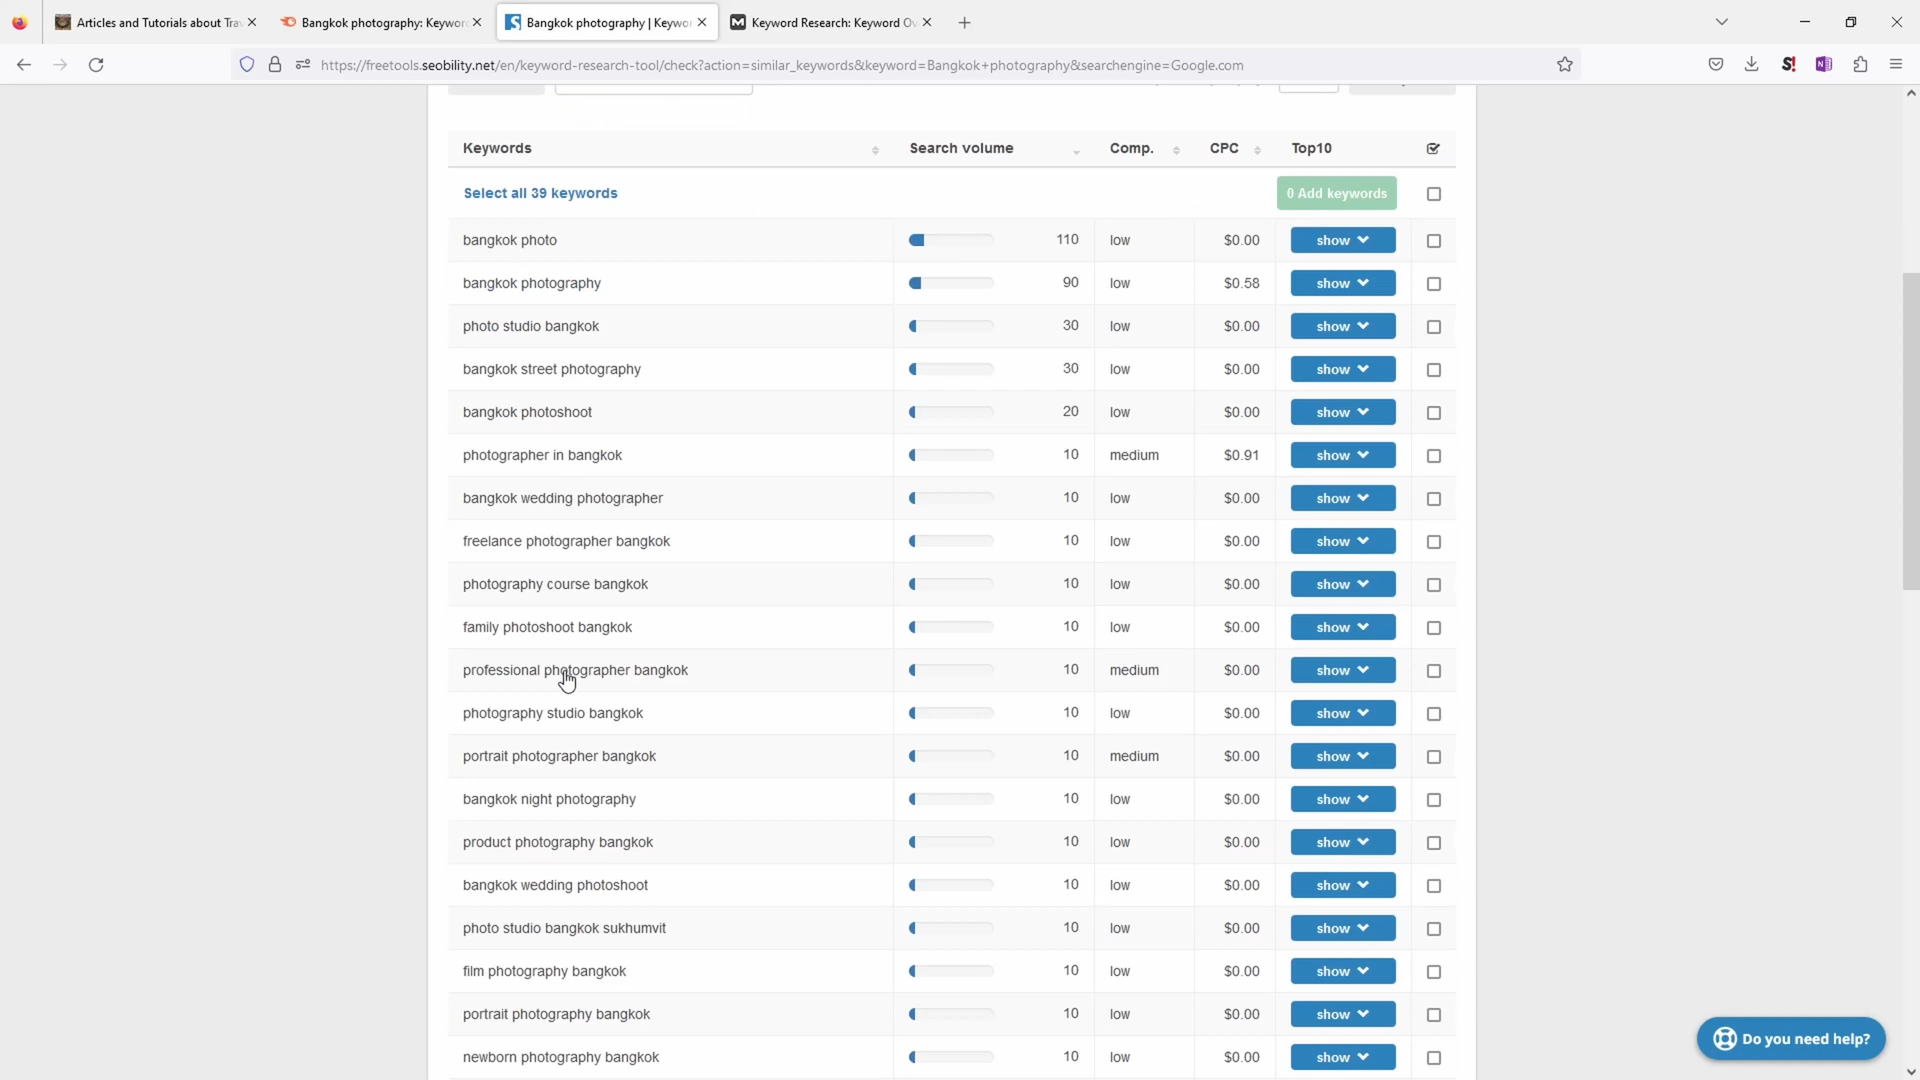 Articles and Tutorials about Tra
Bangkok photography: Keywor
Bangkok photography | Keywo
Keyword Research: Keyword Ov
https://freetools.seobility.net/en/keyword-research-tool/check?action=similar_keywords&keyword=Bangkok+photography&searchengine=Google.com
Keywords Search volume Comp. CPC Top10
Select all 39 keywords 0 Add keywords
bangkok photo 110 low $0.00 show
bangkok photography 90 low $0.58 show
photo studio bangkok 30 low $0.00 show
bangkok street photography 30 low $0.00 show
bangkok photoshoot 20 low $0.00 show
photographer in bangkok 10 medium $0.91 show
bangkok wedding photographer 10 low $0.00 show
freelance photographer bangkok 10 low $0.00 show
photography course bangkok 10 low $0.00 show
family photoshoot bangkok 10 low $0.00 show
professional photographer bangkok 10 medium $0.00 show
photography studio bangkok 10 low $0.00 show
portrait photographer bangkok 10 medium $0.00 show
bangkok night photography 10 low $0.00 show
product photography bangkok 10 low $0.00 show
bangkok wedding photoshoot 10 low $0.00 show
photo studio bangkok sukhumvit 10 low $0.00 show
film photography bangkok 10 low $0.00 show
portrait photography bangkok 10 low $0.00 show
newborn photography bangkok 10 low $0.00 show
Do you need help?